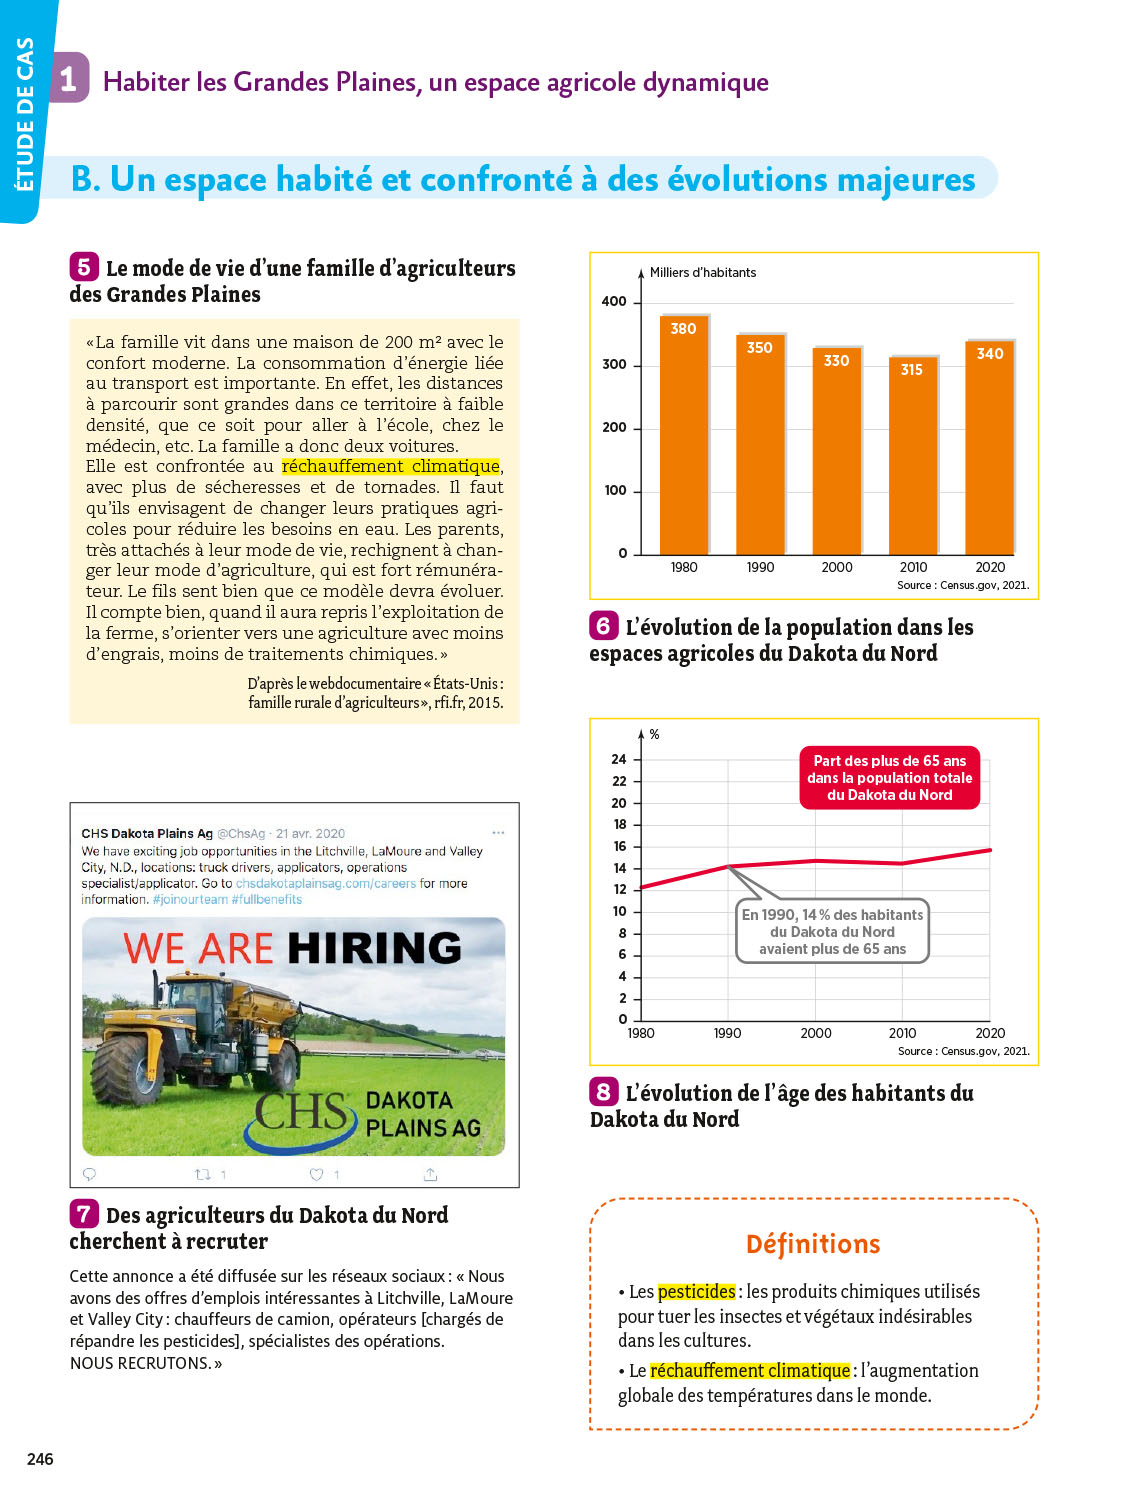 ÉTUDE DE CAS
1 Habiter les Grandes Plaines, un espace agricole dynamique
B. Un espace habité et confronté à des évolutions majeures
5 Le mode de vie d’une famille d’agriculteurs
des Grandes Plaines
« La famille vit dans une maison de 200 m² avec le
confort moderne. La consommation d’énergie liée
au transport est importante. En effet, les distances
à parcourir sont grandes dans ce territoire à faible
densité, que ce soit pour aller à l’école, chez le
médecin, etc. La famille a donc deux voitures.
Elle est confrontée au réchauffement climatique,
avec plus de sécheresses et de tornades. Il faut
qu’ils envisagent de changer leurs pratiques agri-
coles pour réduire les besoins en eau. Les parents,
très attachés à leur mode de vie, rechignent à chan-
ger leur mode d’agriculture, qui est fort rémunéra-
teur. Le fils sent bien que ce modèle devra évoluer.
Il compte bien, quand il aura repris l’exploitation de
la ferme, s’orienter vers une agriculture avec moins
d’engrais, moins de traitements chimiques. »
D’après le webdocumentaire « États-Unis :
famille rurale d’agriculteurs », rfi.fr, 2015.
CHS Dakota Plains Ag @ChsAg · 21 avr. 2020
We have exciting job opportunities in the Litchville, LaMoure and Valley
City, N.D., locations: truck drivers, applicators, operations
specialist/applicator. Go to chsdakotaplainsag.com/careers for more
information. #joinourteam #fullbenefits
WE ARE HIRING
CHS DAKOTA
PLAINS AG
1 1
7 Des agriculteurs du Dakota du Nord
cherchent à recruter
Cette annonce a été diffusée sur les réseaux sociaux : « Nous
avons des offres d’emplois intéressantes à Litchville, LaMoure
et Valley City : chauffeurs de camion, opérateurs [chargés de
répandre les pesticides], spécialistes des opérations.
NOUS RECRUTONS. »
Milliers d’habitants
400
300
200
100
0
380
350
330
315
340
1980 1990 2000 2010 2020
Source : Census.gov, 2021.
6 L’évolution de la population dans les
espaces agricoles du Dakota du Nord
%
24
22
20
18
16
14
12
10
8
6
4
2
0
Part des plus de 65 ans
dans la population totale
du Dakota du Nord
En 1990, 14 % des habitants
du Dakota du Nord
avaient plus de 65 ans
1980 1990 2000 2010 2020
Source : Census.gov, 2021.
8 L’évolution de l’âge des habitants du
Dakota du Nord
Définitions
• Les pesticides : les produits chimiques utilisés
pour tuer les insectes et végétaux indésirables
dans les cultures.
• Le réchauffement climatique : l’augmentation
globale des températures dans le monde.
246